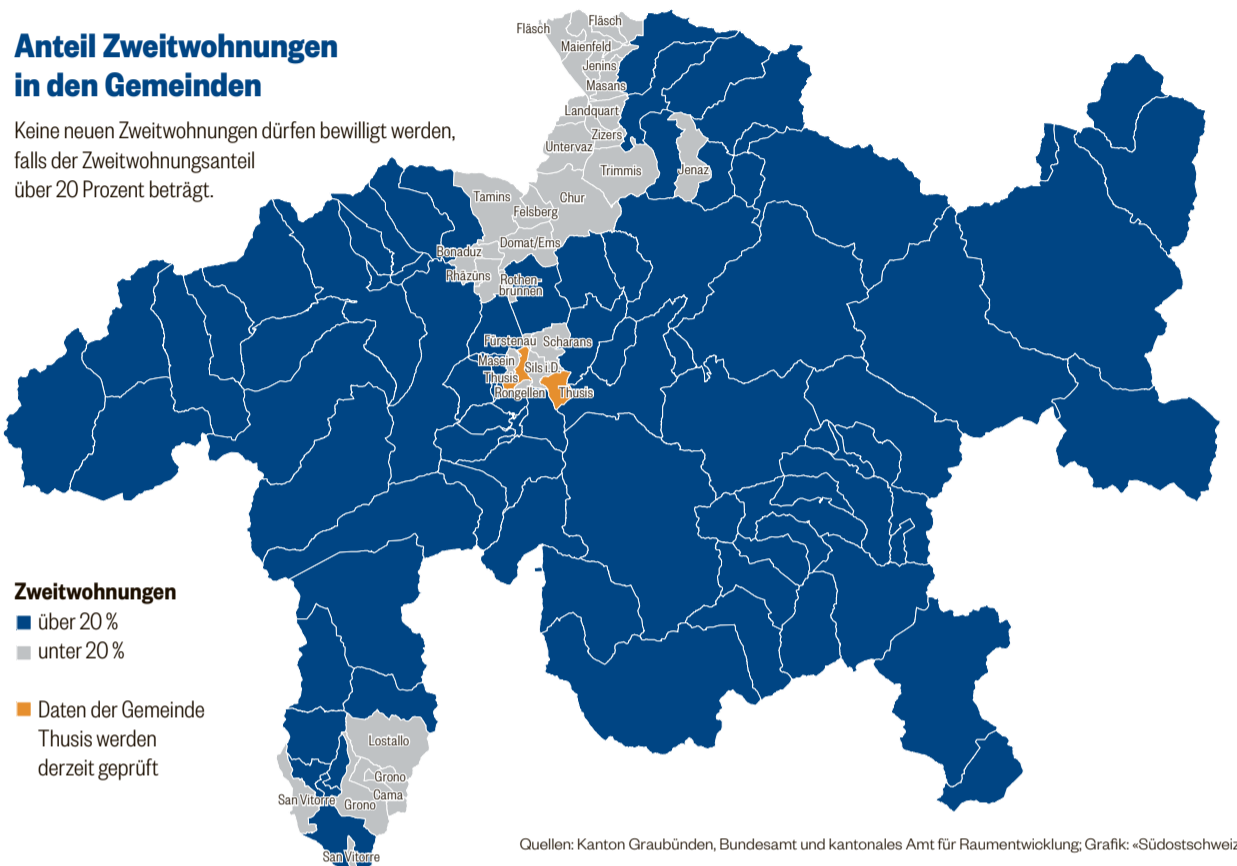 Anteil Zweitwohnungen
in den Gemeinden
Keine neuen Zweitwohnungen dürfen bewilligt werden,
falls der Zweitwohnungsanteil
über 20 Prozent beträgt.
Fläsch
Fläsch
Maienfeld
Jenins
Masans
Landquart
Zizers
Untervaz
Trimmis
Jenaz
Tamins
Chur
Felsberg
Domat/Ems
Bonaduz
Rhäzüns
Rothen-
brunnen
Fürstenau
Scharans
Masein
Sils i.D.
Thusis
Rongellen
Thusis
Zweitwohnungen
über 20 %
unter 20 %
Daten der Gemeinde
Thusis werden
derzeit geprüft
Lostallo
Grono
Cama
San Vitorre
Grono
San Vitorre
Quellen: Kanton Graubünden, Bundesamt und kantonales Amt für Raumentwicklung; Grafik: «Südostschweiz